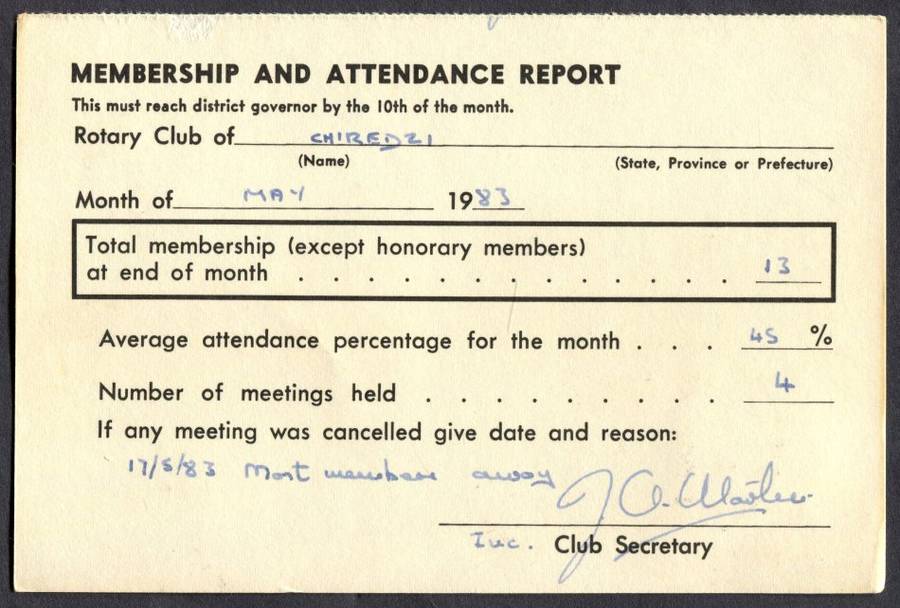 MEMBERSHIP AND ATTENDANCE REPORT
This must reach district governor by the 10th of the month.
Rotary Club of CHIREDZI
(Name) (State, Province or Prefecture)
Month of MAY 1983
Total membership (except honorary members)
at end of month . . . . . . . . . . . . . 13
Average attendance percentage for the month . . . 45 %
Number of meetings held . . . . . . . . . 4
If any meeting was cancelled give date and reason:
17/5/83 Most members away
Club Secretary